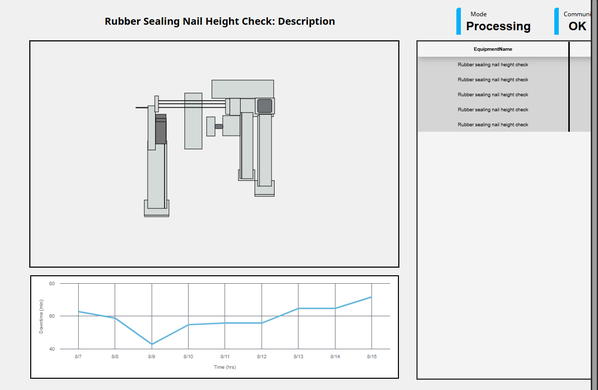 Rubber Sealing Nail Height Check: Description
Mode
Processing
Communi
OK
EquipmentName
Rubber sealing nail height check
Rubber sealing nail height check
Rubber sealing nail height check
Rubber sealing nail height check
Rubber sealing nail height check
80
60
40
Downtime (min)
8/7
8/8
8/9
8/10
8/11
8/12
8/13
8/14
8/15
Time (hrs)